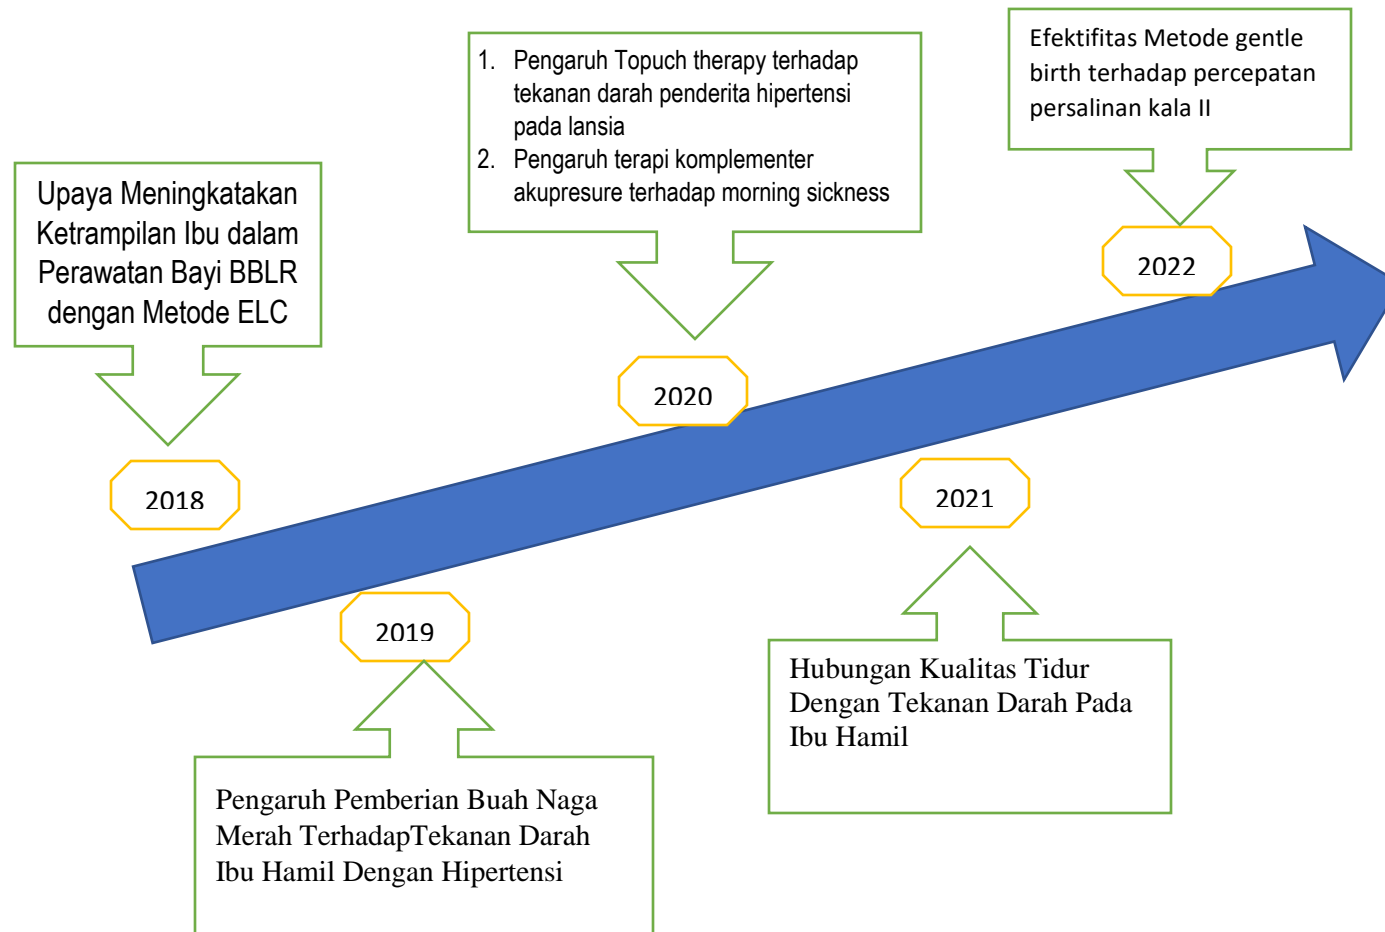 Upaya Meningkatakan
Ketrampilan Ibu dalam
Perawatan Bayi BBLR
dengan Metode ELC
2018
2019
Pengaruh Pemberian Buah Naga
Merah TerhadapTekanan Darah
Ibu Hamil Dengan Hipertensi
1. Pengaruh Topuch therapy terhadap
tekanan darah penderita hipertensi
pada lansia
2. Pengaruh terapi komplementer
akupresure terhadap morning sickness
2020
2021
Hubungan Kualitas Tidur
Dengan Tekanan Darah Pada
Ibu Hamil
Efektifitas Metode gentle
birth terhadap percepatan
persalinan kala II
2022